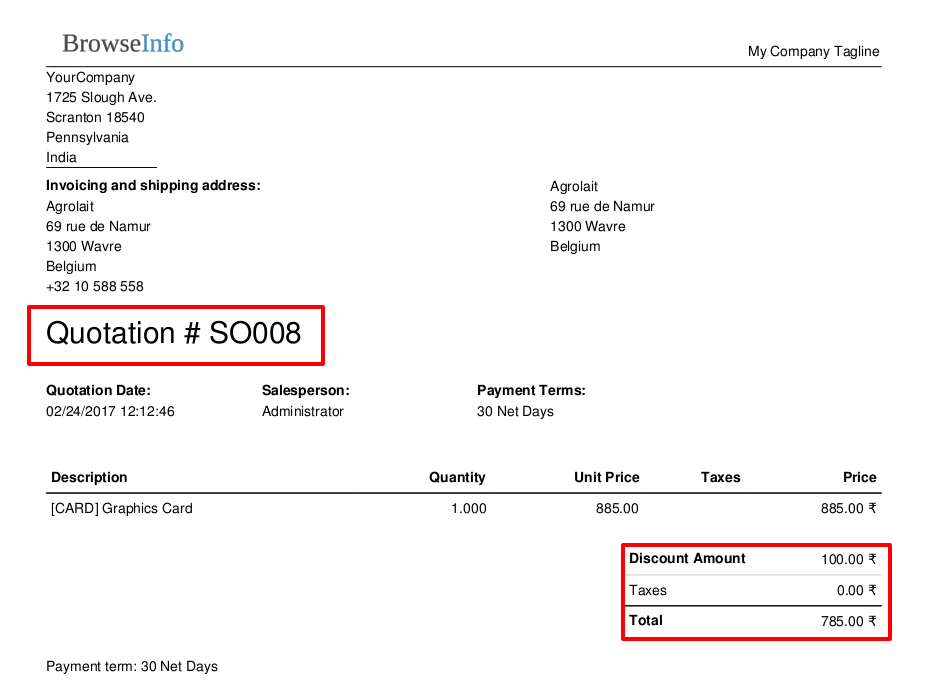 BrowseInfo
My Company Tagline
YourCompany
1725 Slough Ave.
Scranton 18540
Pennsylvania
India
Invoicing and shipping address:
Agrolait
69 rue de Namur
1300 Wavre
Belgium
+32 10 588 558
Agrolait
69 rue de Namur
1300 Wavre
Belgium
Quotation # SO008
Quotation Date: Salesperson: Payment Terms:
02/24/2017 12:12:46 Administrator 30 Net Days
Description Quantity Unit Price Taxes Price
[CARD] Graphics Card 1.000 885.00 885.00 ₹
Discount Amount 100.00 ₹
Taxes 0.00 ₹
Total 785.00 ₹
Payment term: 30 Net Days